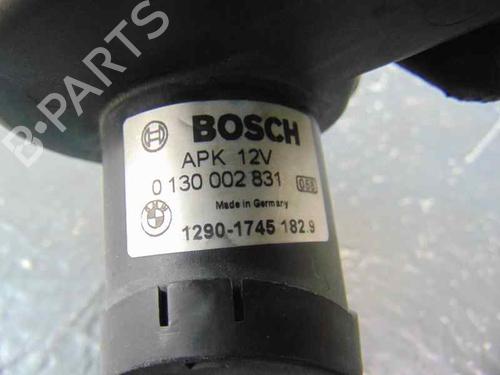 B-PARTS
BOSCH
APK 12V
0 130 002 831
Made in Germany
1290-1745 182.9